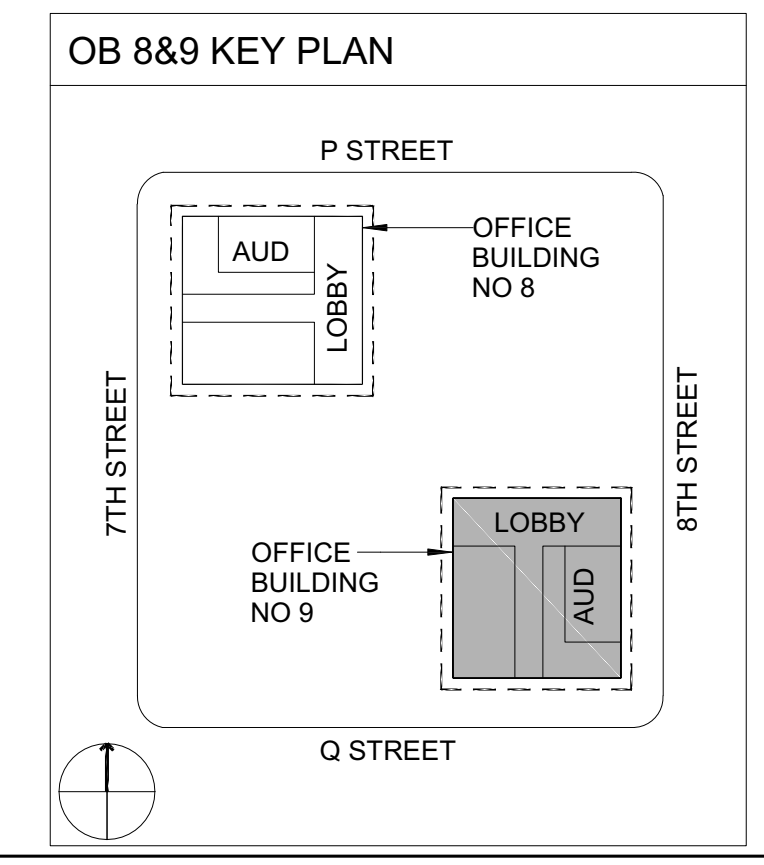 OB 8&9 KEY PLAN
P STREET
OFFICE
BUILDING
NO 8
AUD
LOBBY
7TH STREET
8TH STREET
LOBBY
AUD
OFFICE
BUILDING
NO 9
Q STREET